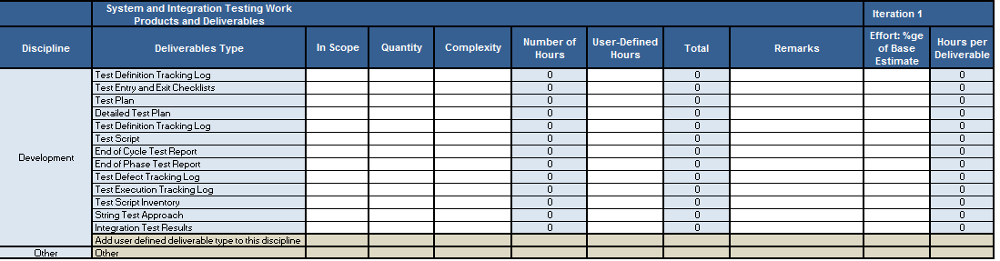 System and Integration Testing Work
Products and Deliverables
Iteration 1
Discipline Deliverables Type In Scope Quantity Complexity Number of Hours User-Defined Hours Total Remarks Effort: %ge of Base Estimate Hours per Deliverable
Test Definition Tracking Log 0 0 0
Test Entry and Exit Checklists 0 0 0
Test Plan 0 0 0
Detailed Test Plan 0 0 0
Test Definition Tracking Log 0 0 0
Test Script 0 0 0
End of Cycle Test Report 0 0 0
Development
End of Phase Test Report 0 0 0
Test Defect Tracking Log 0 0 0
Test Execution Tracking Log 0 0 0
Test Script Inventory 0 0 0
String Test Approach 0 0 0
Integration Test Results 0 0 0
Add user defined deliverable type to this discipline
Other Other